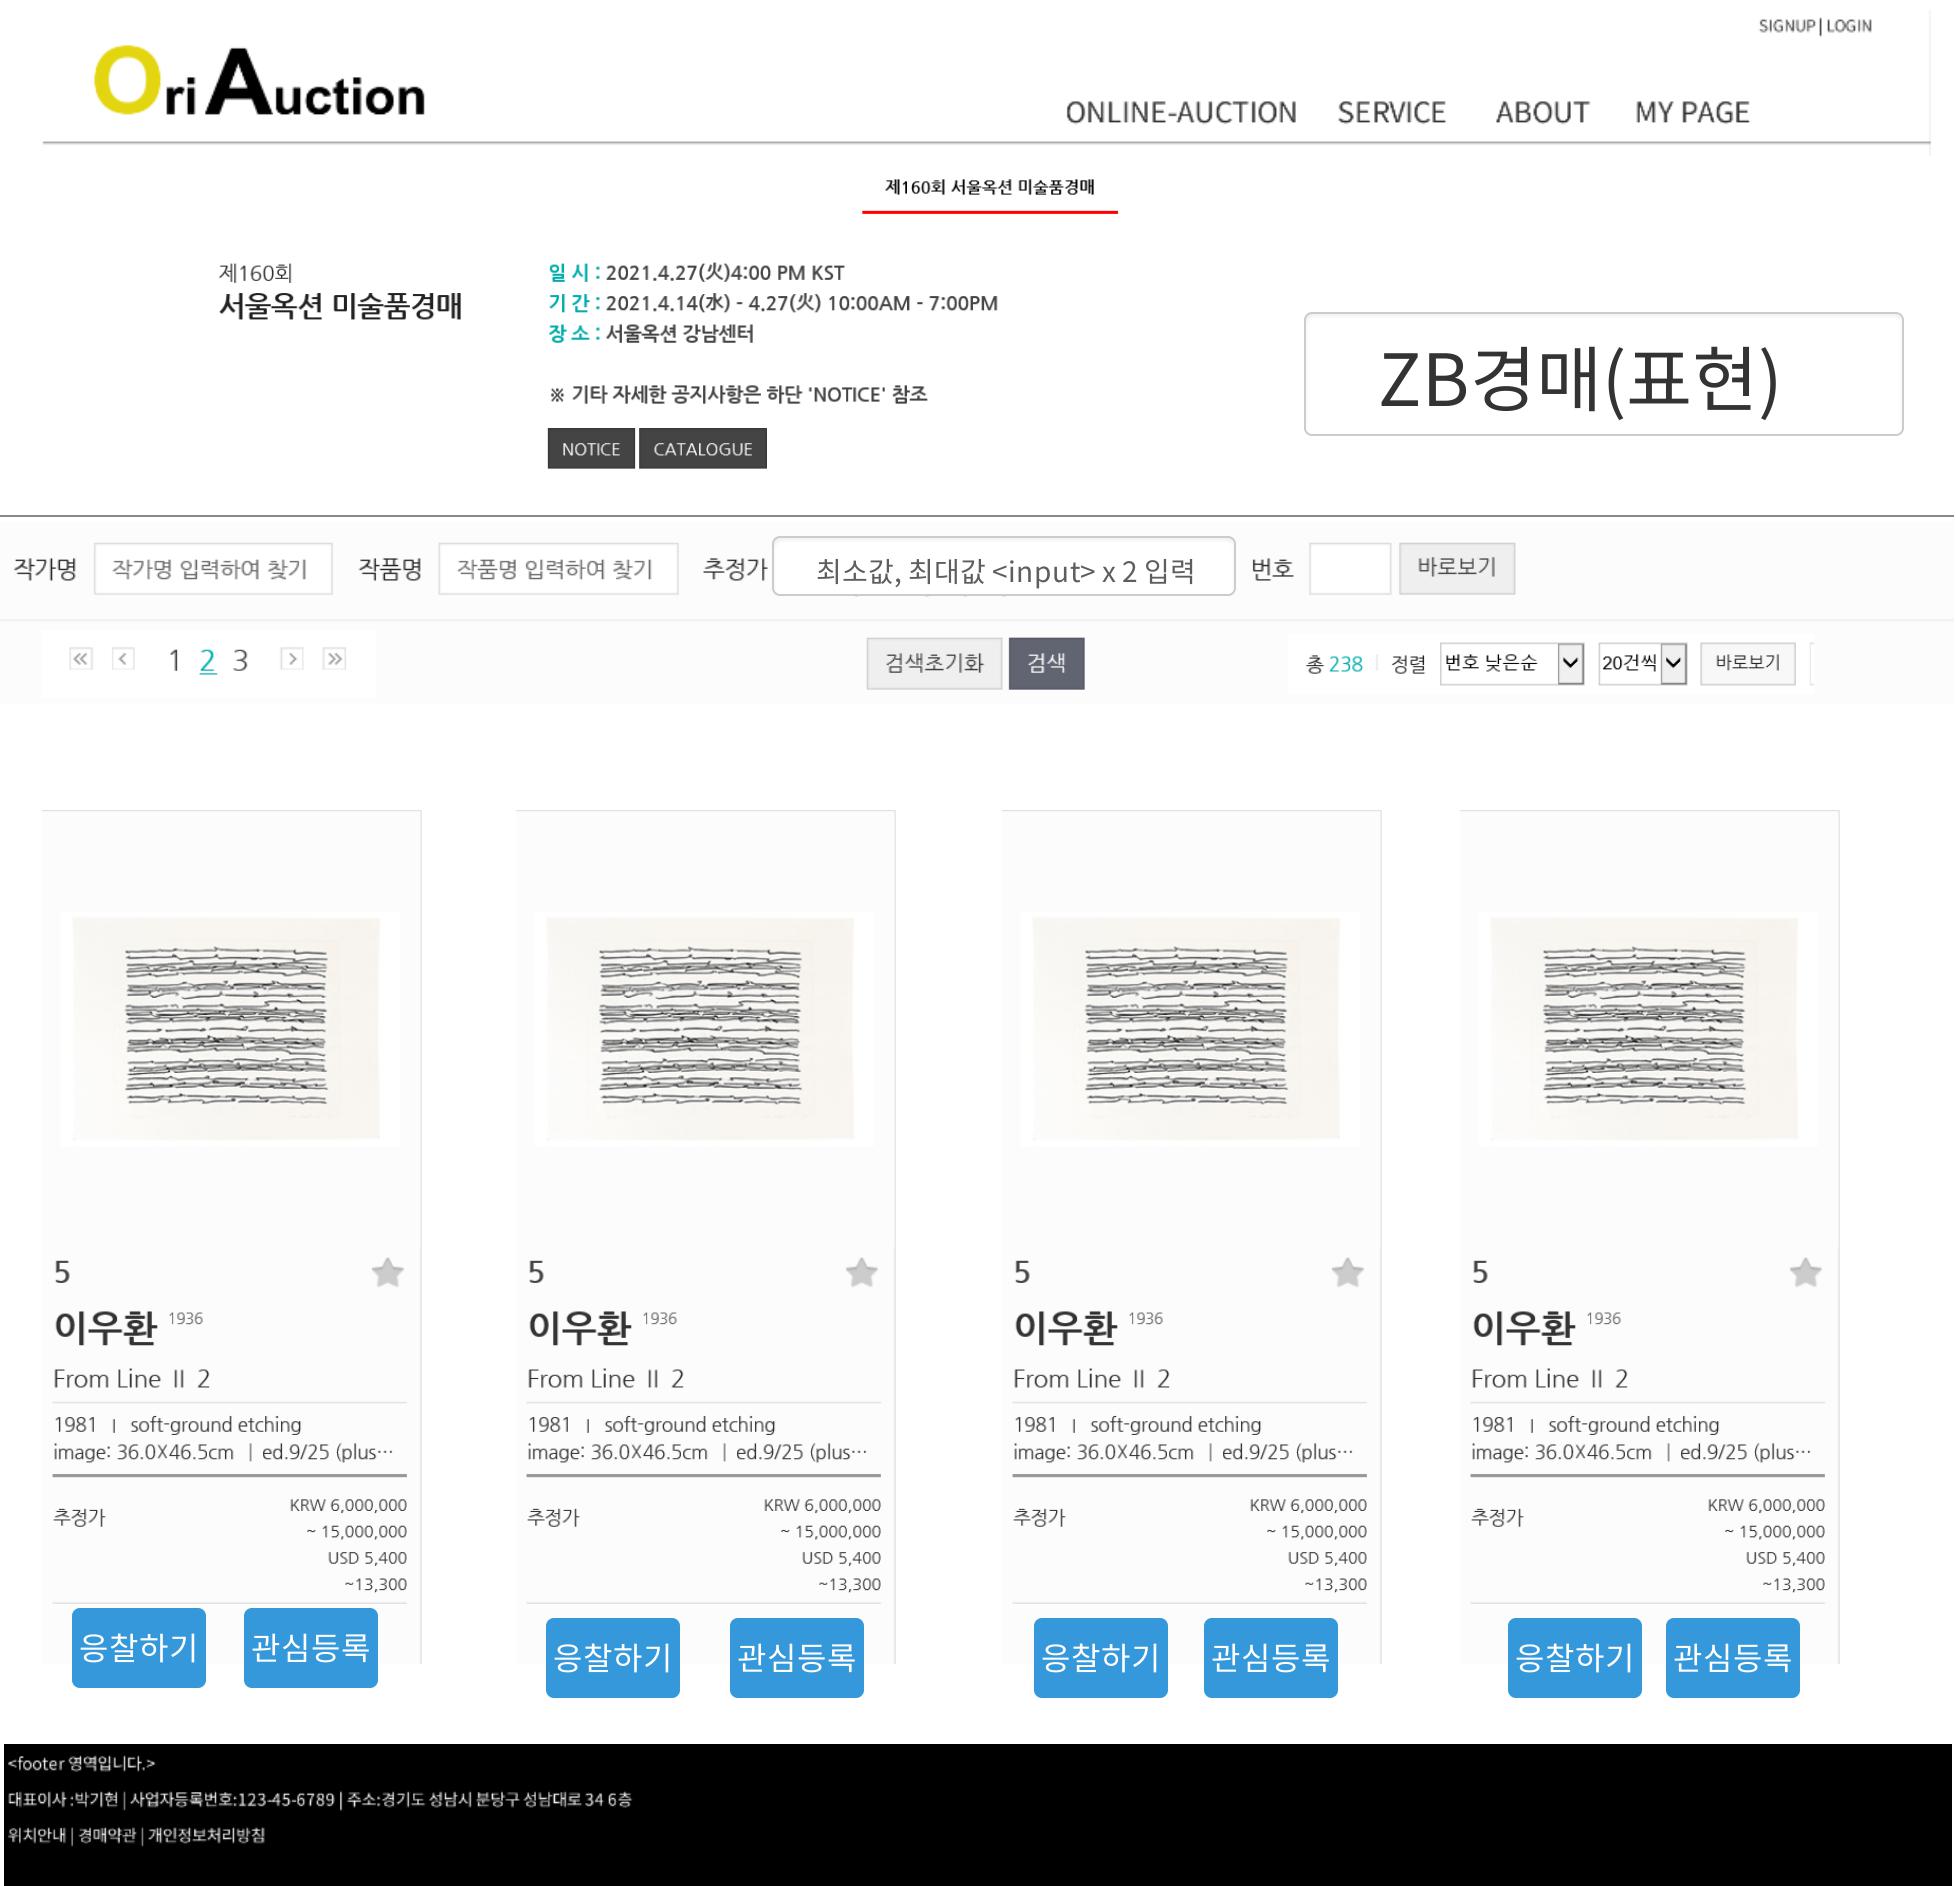 SIGNUP | LOGIN
Ori Auction
ONLINE-AUCTION SERVICE ABOUT MY PAGE
제160회 서울옥션 미술품경매
제160회
서울옥션 미술품경매
일 시 : 2021.4.27(火)4:00 PM KST
기 간 : 2021.4.14(水) - 4.27(火) 10:00AM - 7:00PM
장 소 : 서울옥션 강남센터
※ 기타 자세한 공지사항은 하단 'NOTICE' 참조
NOTICE CATALOGUE
ZB경매(표현)
작가명 작가명 입력하여 찾기 작품명 작품명 입력하여 찾기 추정가 최소값, 최대값 <input> x 2 입력 번호 바로보기
« < 1 2 3 > » 검색초기화 검색 총 238 정렬 번호 낮은순 20건씩 바로보기
5 5 5 5
이우환 1936 이우환 1936 이우환 1936 이우환 1936
From Line Ⅱ 2 From Line Ⅱ 2 From Line Ⅱ 2 From Line Ⅱ 2
1981 | soft-ground etching 1981 | soft-ground etching 1981 | soft-ground etching 1981 | soft-ground etching
image: 36.0X46.5cm | ed.9/25 (plus… image: 36.0X46.5cm | ed.9/25 (plus… image: 36.0X46.5cm | ed.9/25 (plus… image: 36.0X46.5cm | ed.9/25 (plus…
추정가 KRW 6,000,000 추정가 KRW 6,000,000 추정가 KRW 6,000,000 추정가 KRW 6,000,000
~ 15,000,000 ~ 15,000,000 ~ 15,000,000 ~ 15,000,000
USD 5,400 USD 5,400 USD 5,400 USD 5,400
~13,300 ~13,300 ~13,300 ~13,300
응찰하기 관심등록 응찰하기 관심등록 응찰하기 관심등록 응찰하기 관심등록
<footer 영역입니다.>
대표이사 :박기현 | 사업자등록번호:123-45-6789 | 주소:경기도 성남시 분당구 성남대로 34 6층
위치안내 | 경매약관 | 개인정보처리방침